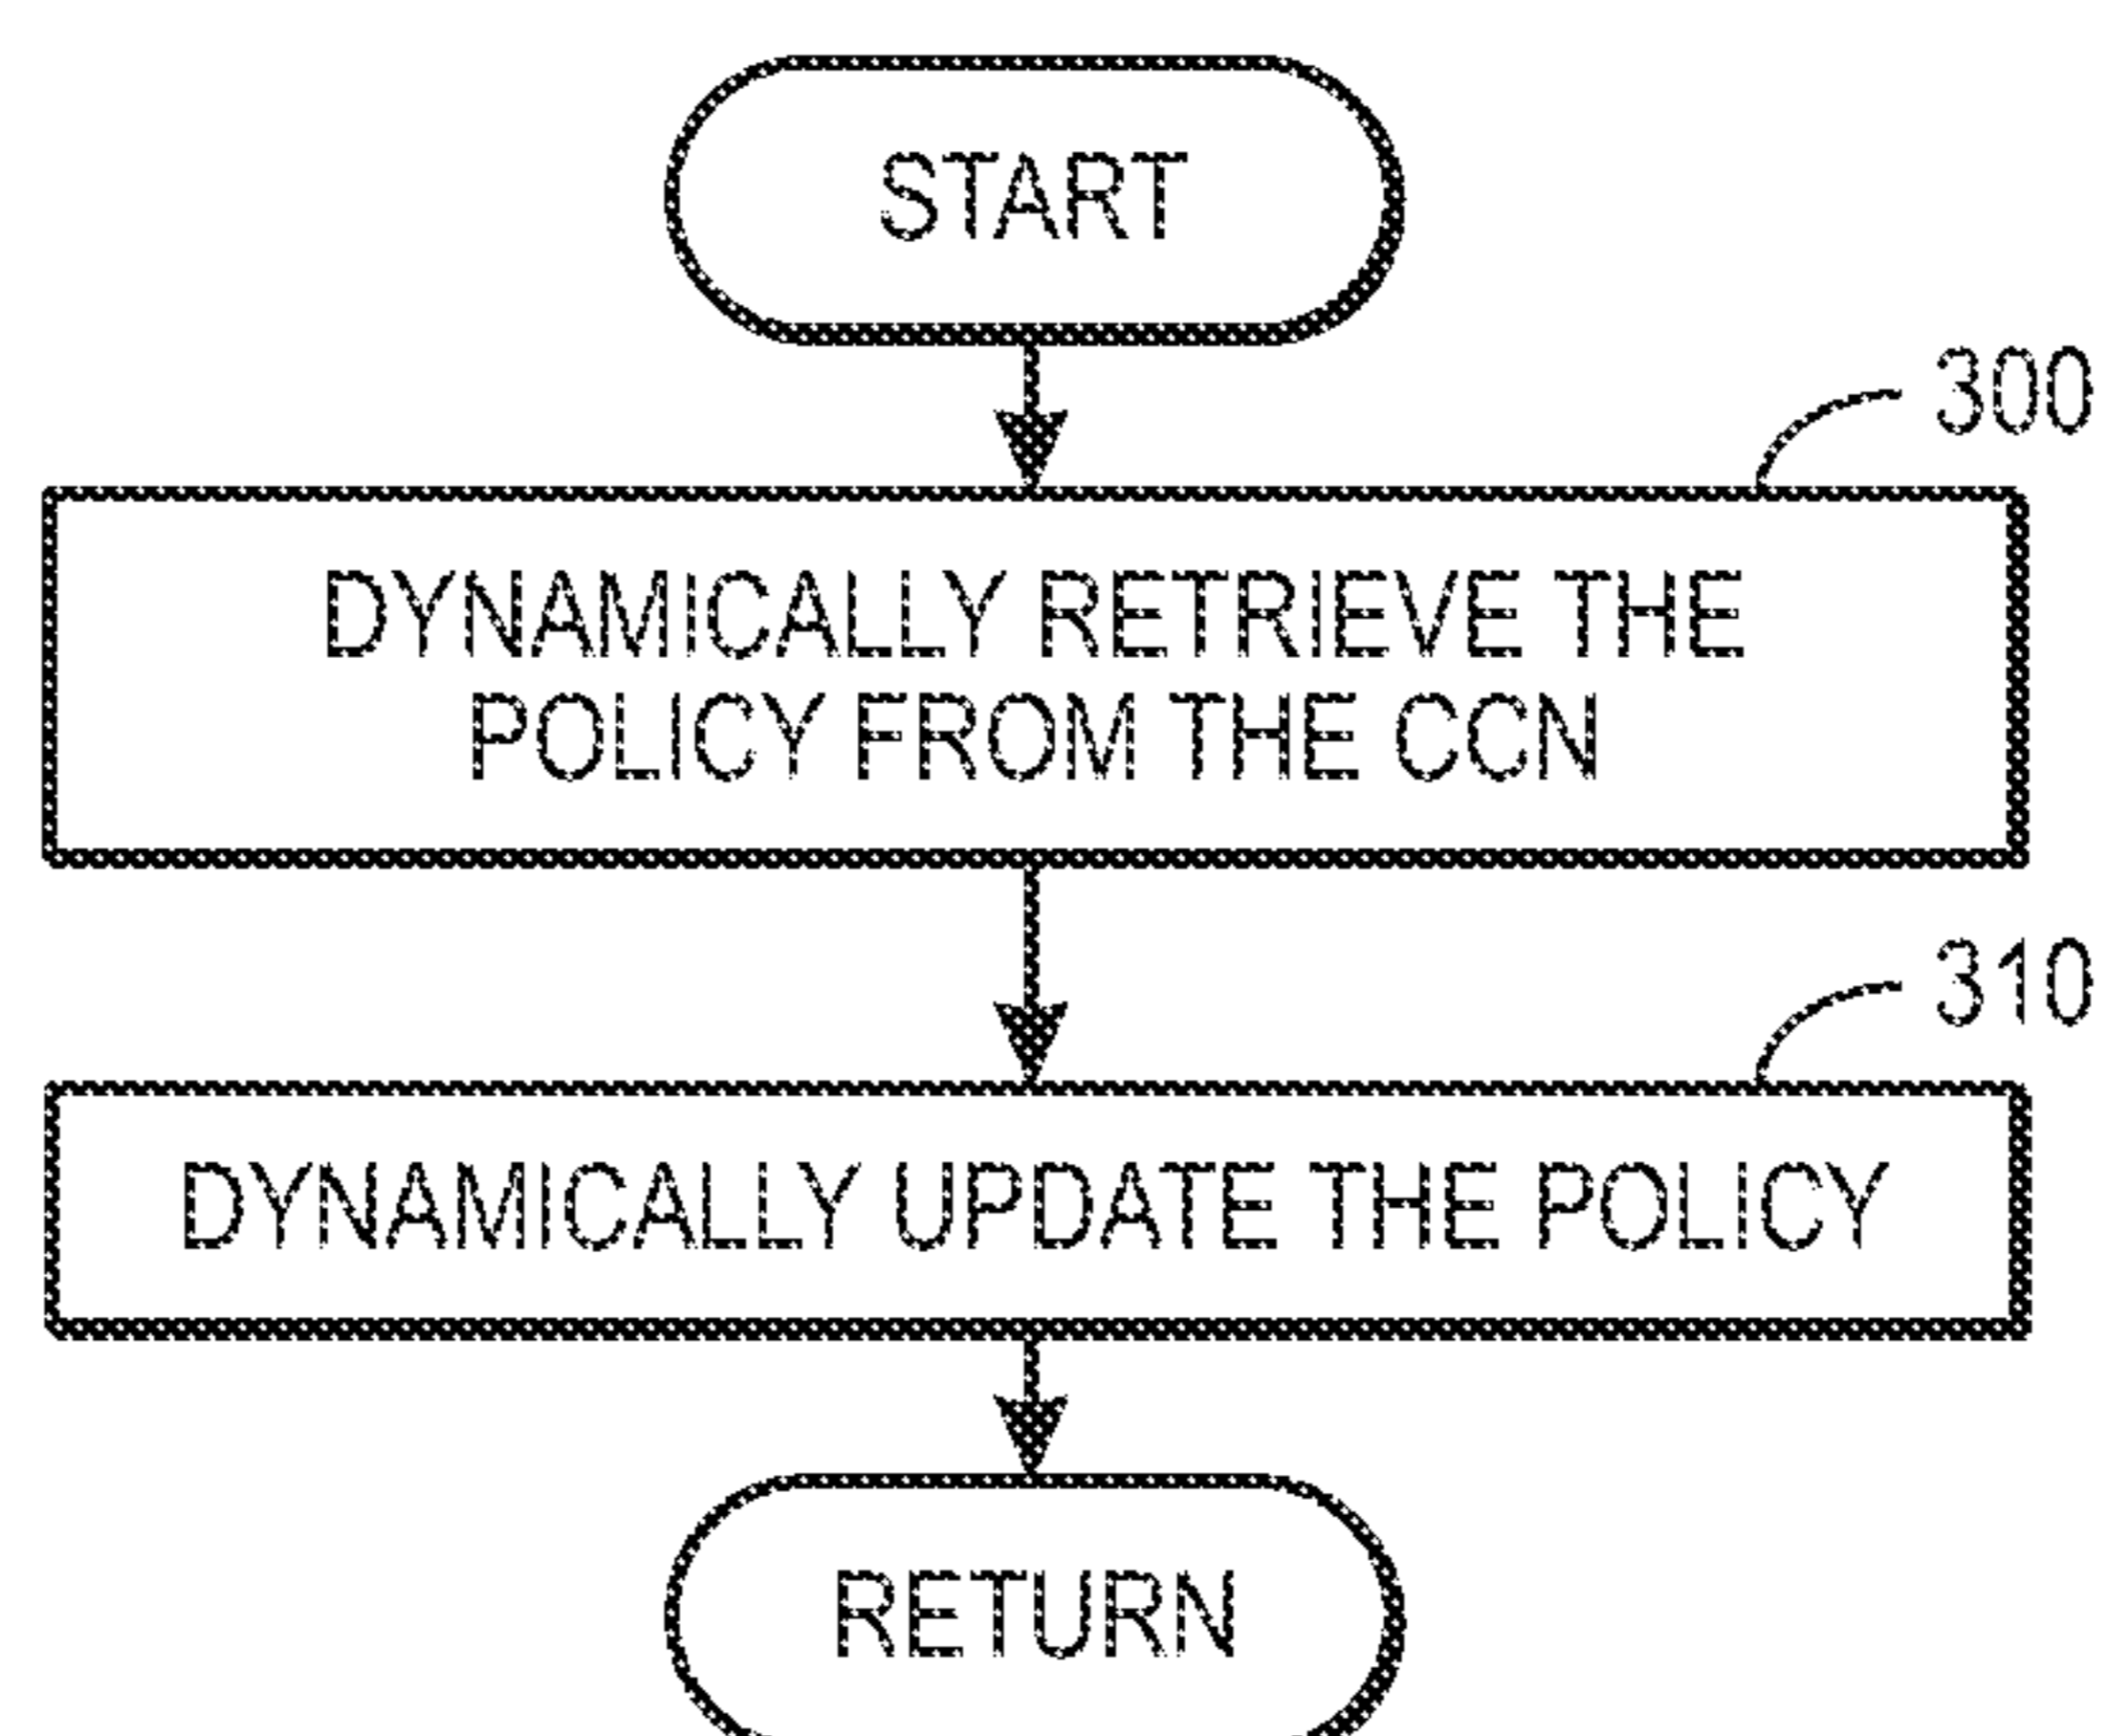 START
300
DYNAMICALLY RETRIEVE THE
POLICY FROM THE CCN
310
DYNAMICALLY UPDATE THE POLICY
RETURN